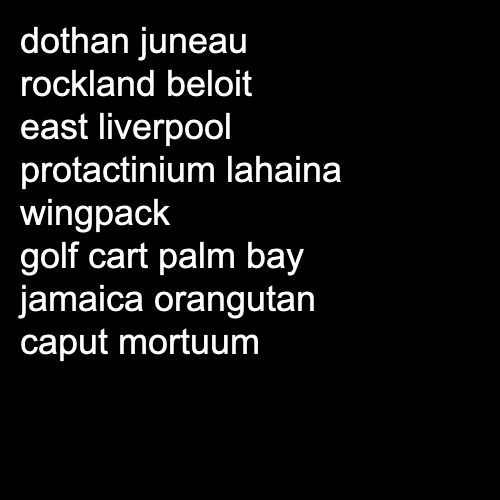 dothan juneau
rockland beloit
east liverpool
protactinium lahaina
wingpack
golf cart palm bay
jamaica orangutan
caput mortuum